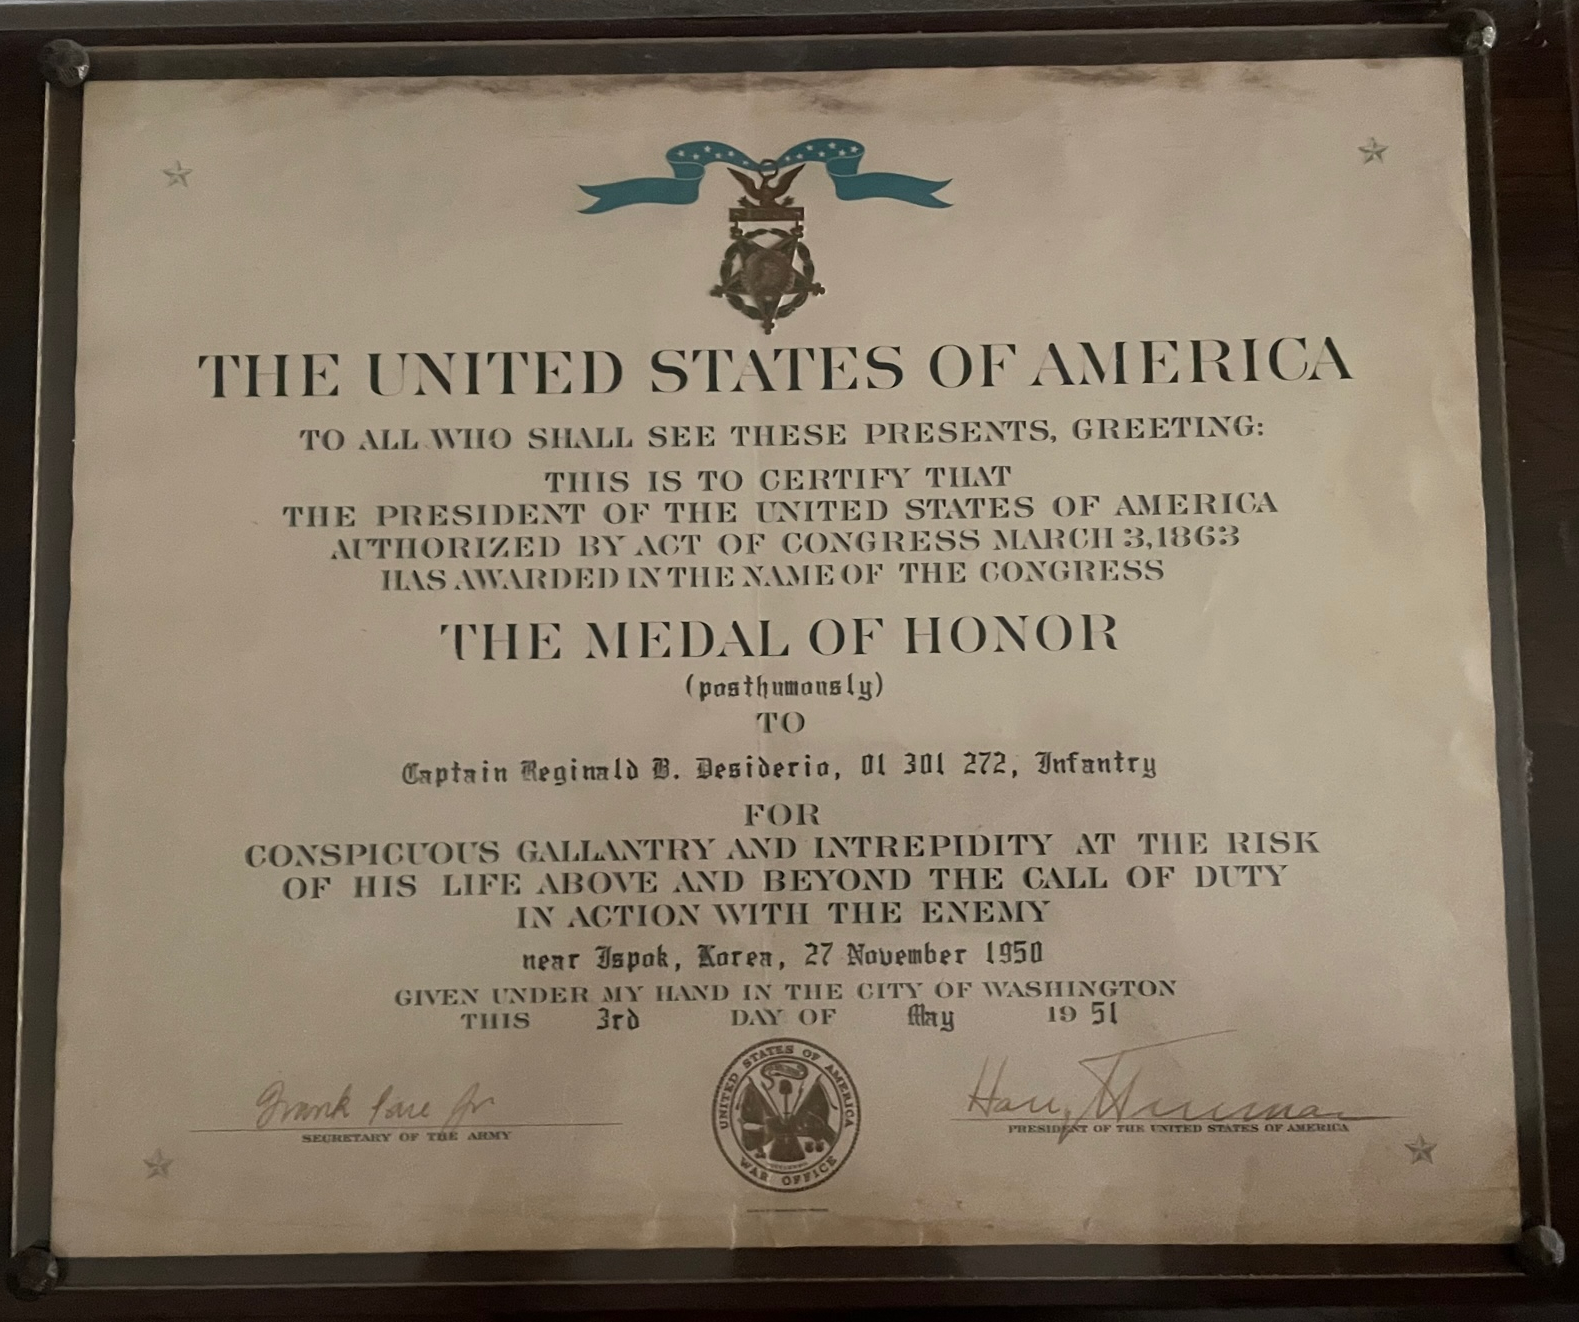 THE UNITED STATES OF AMERICA
TO ALL WHO SHALL SEE THESE PRESENTS, GREETING:
THIS IS TO CERTIFY THAT
THE PRESIDENT OF THE UNITED STATES OF AMERICA
AUTHORIZED BY ACT OF CONGRESS MARCH 3, 1863
HAS AWARDED IN THE NAME OF THE CONGRESS
THE MEDAL OF HONOR
(posthumously)
TO
Captain Reginald B. Desiderio, 01 301 272, Infantry
FOR
CONSPICUOUS GALLANTRY AND INTREPIDITY AT THE RISK
OF HIS LIFE ABOVE AND BEYOND THE CALL OF DUTY
IN ACTION WITH THE ENEMY
near Ispok, Korea, 27 November 1950
GIVEN UNDER MY HAND IN THE CITY OF WASHINGTON
THIS 3rd DAY OF May 19 51
Frank Pace Jr
SECRETARY OF THE ARMY
UNITED STATES OF AMERICA
WAR OFFICE
Harry Truman
PRESIDENT OF THE UNITED STATES OF AMERICA